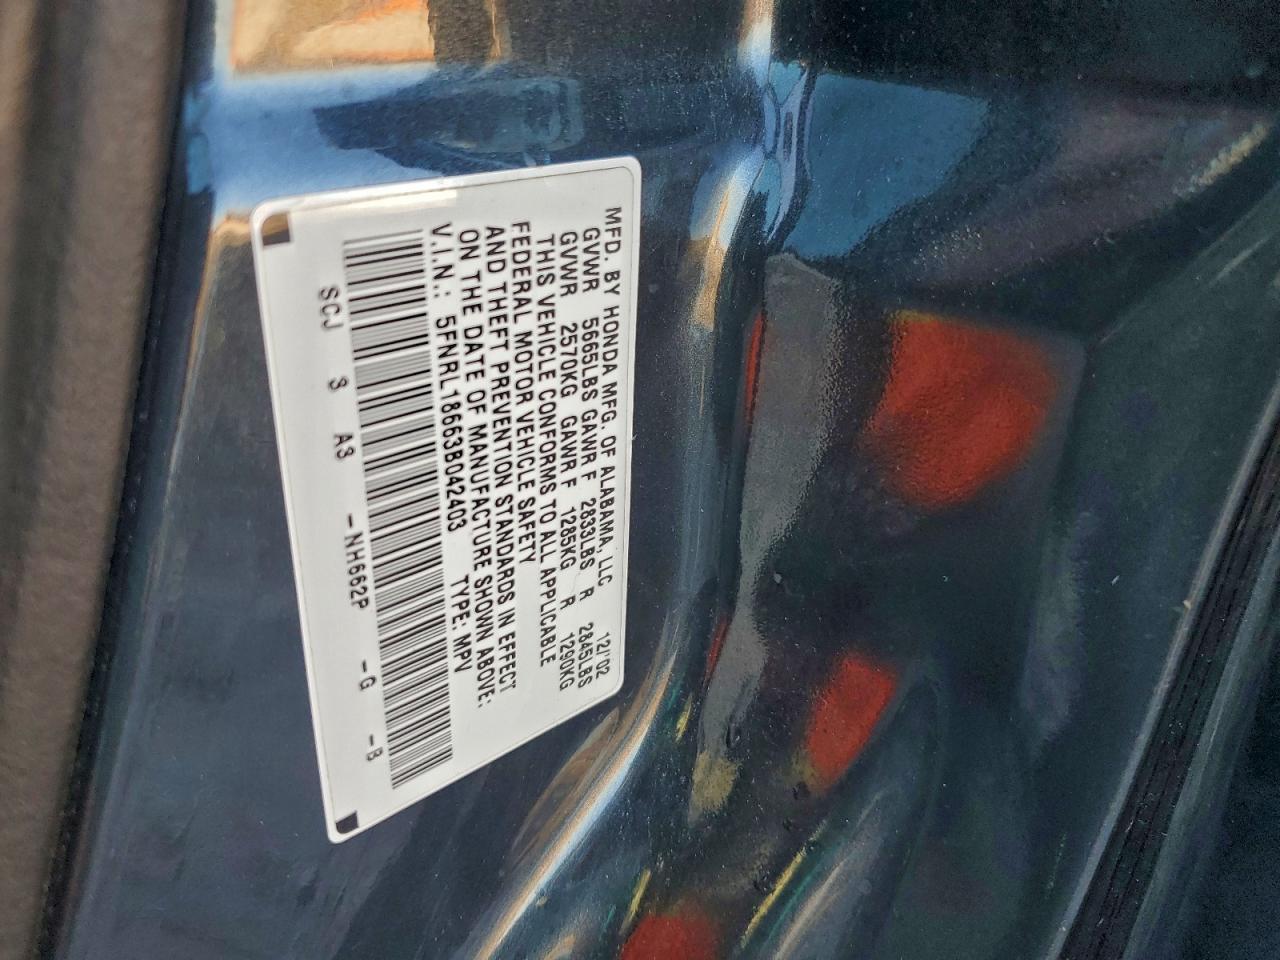 MFD. BY HONDA MFG. OF ALABAMA, LLC 12/'02
GVWR 5665LBS GAWR F 2833LBS R 2845LBS
GVWR 2570KG GAWR F 1285KG R 1290KG
THIS VEHICLE CONFORMS TO ALL APPLICABLE
FEDERAL MOTOR VEHICLE SAFETY
AND THEFT PREVENTION STANDARDS IN EFFECT
ON THE DATE OF MANUFACTURE SHOWN ABOVE:
V.I.N.: 5FNRL18663B042403 TYPE: MPV
SCJ 3 A3 -NH662P -G -B